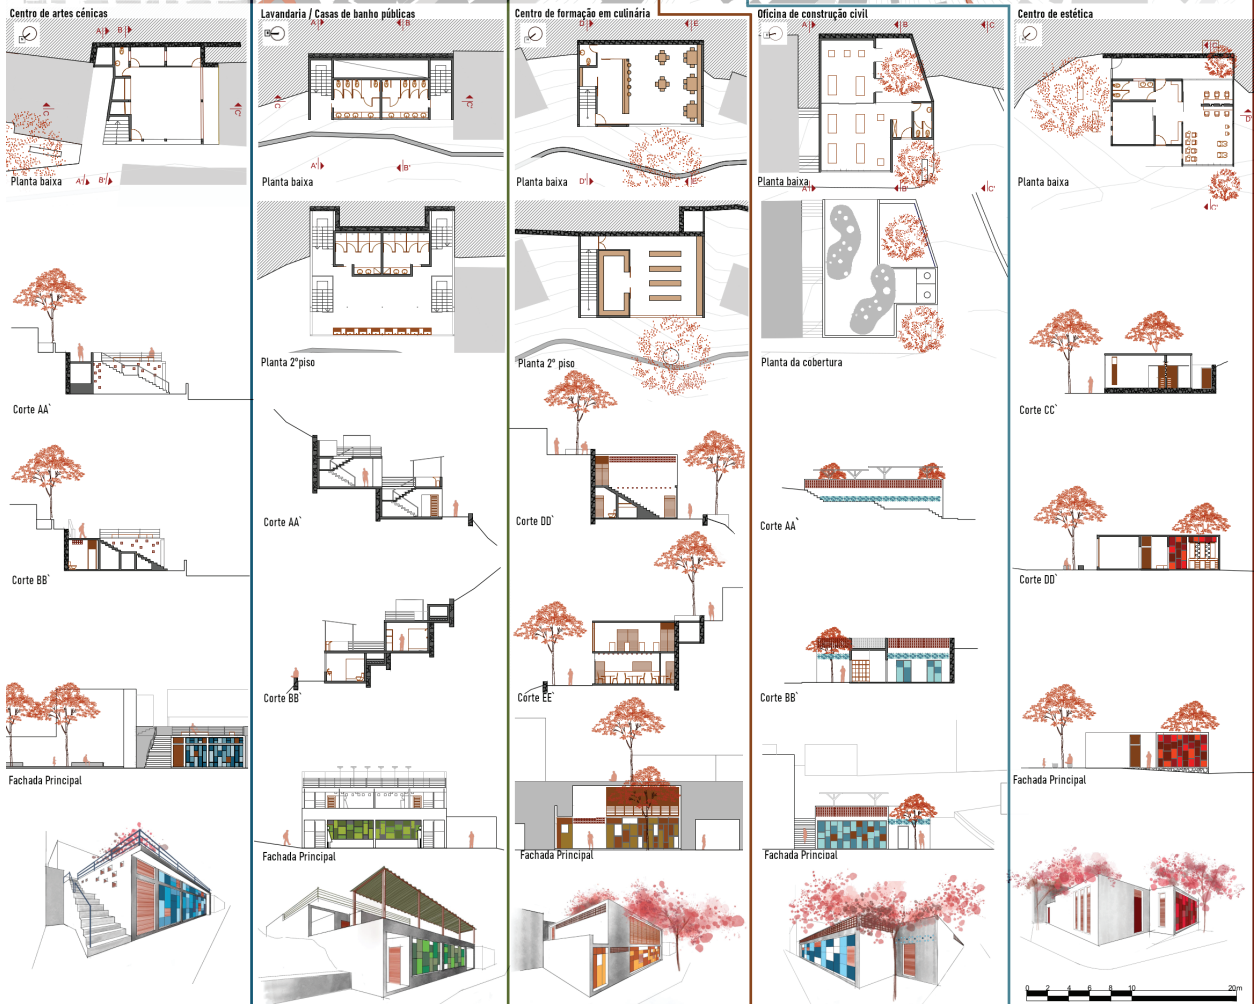 Centro de artes cénicas
A B
C C'
A' B'
Planta baixa
Corte AA`
Corte BB`
Fachada Principal
Lavandaria / Casas de banho públicas
A B
C C'
A' B'
Planta baixa
Planta 2°piso
Corte AA`
Corte BB`
Fachada Principal
Centro de formação em culinária
D E
D' E'
Planta baixa
Planta 2° piso
Corte DD`
Corte EE`
Fachada Principal
Oficina de construção civil
A B C
A' B' C'
Planta baixa
Planta da cobertura
Corte AA`
Corte BB`
Fachada Principal
Centro de estética
C
C'
Planta baixa
Corte CC`
Corte DD`
Fachada Principal
0 2 4 6 8 10 20m